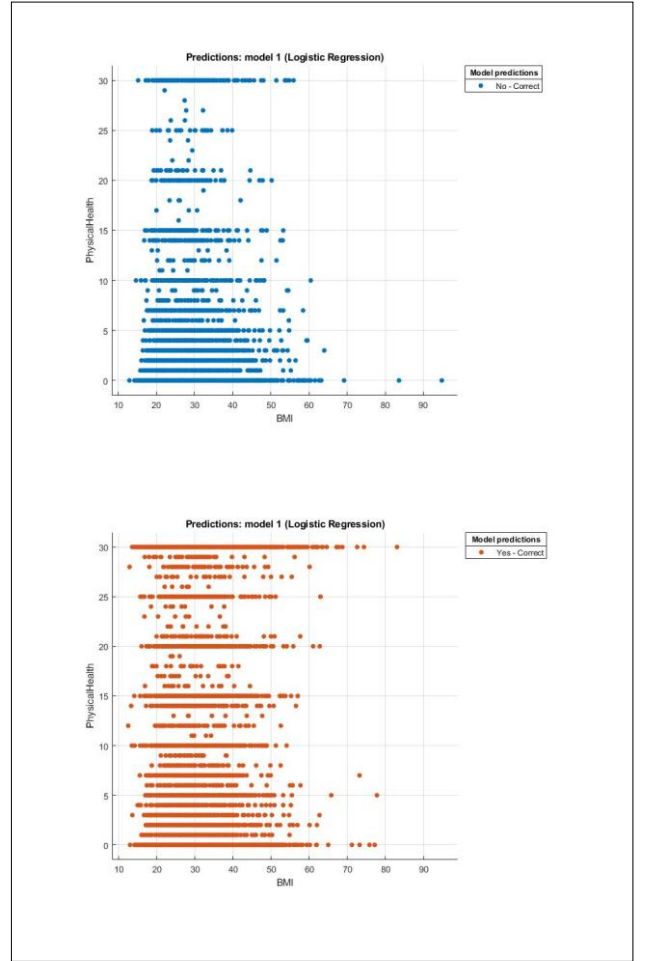 Predictions: model 1 (Logistic Regression)
Model predictions
No - Correct
30
25
20
15
10
5
0
PhysicalHealth
10 20 30 40 50 60 70 80 90
BMI
Predictions: model 1 (Logistic Regression)
Model predictions
Yes - Correct
30
25
20
15
10
5
0
PhysicalHealth
10 20 30 40 50 60 70 80 90
BMI